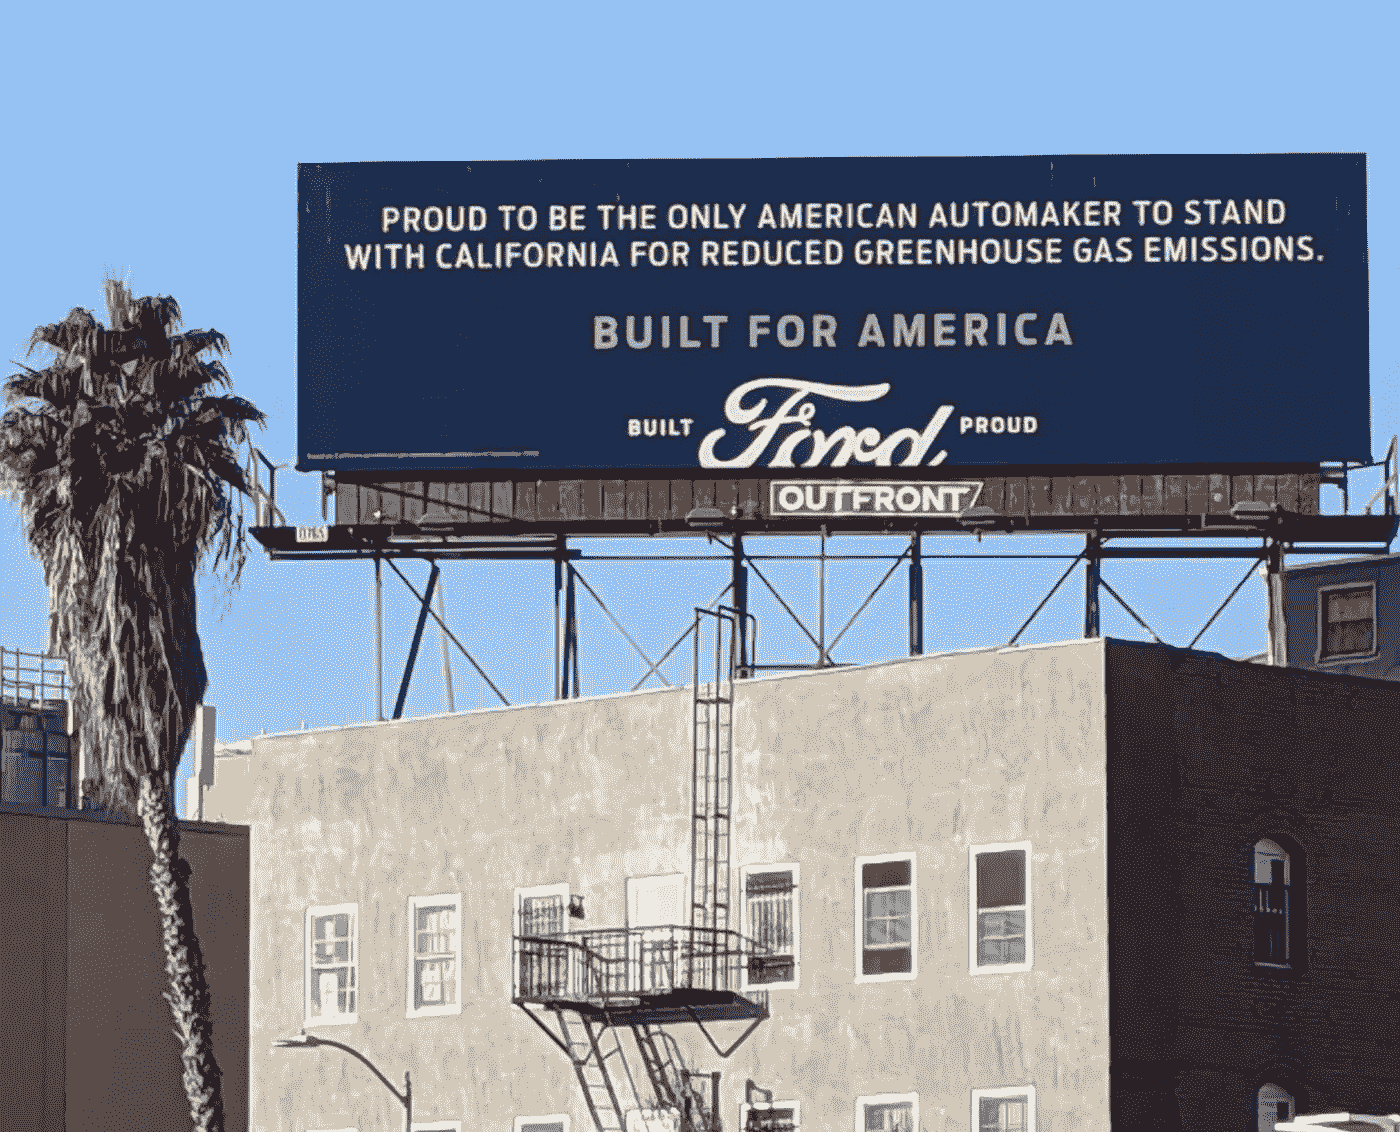 PROUD TO BE THE ONLY AMERICAN AUTOMAKER TO STAND
WITH CALIFORNIA FOR REDUCED GREENHOUSE GAS EMISSIONS.
BUILT FOR AMERICA
BUILT Ford PROUD
OUTFRONT